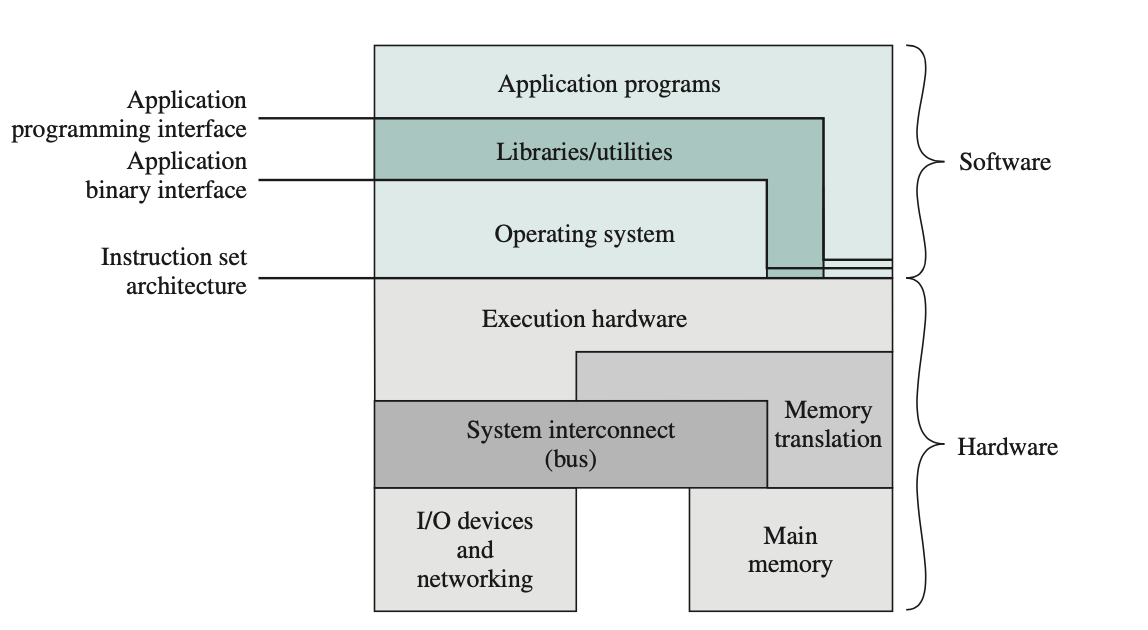 Application programs
Application
programming interface
Libraries/utilities
Application
binary interface
Software
Operating system
Instruction set
architecture
Execution hardware
Memory
translation
System interconnect
(bus)
Hardware
I/O devices
and
networking
Main
memory